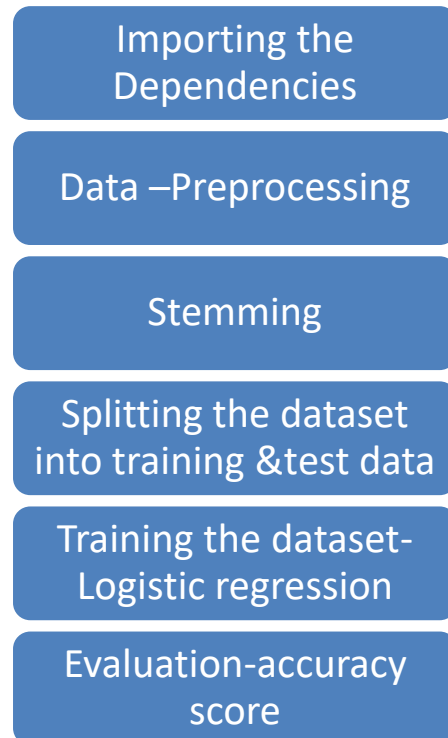 Importing the
Dependencies
Data –Preprocessing
Stemming
Splitting the dataset
into training &test data
Training the dataset-
Logistic regression
Evaluation-accuracy
score